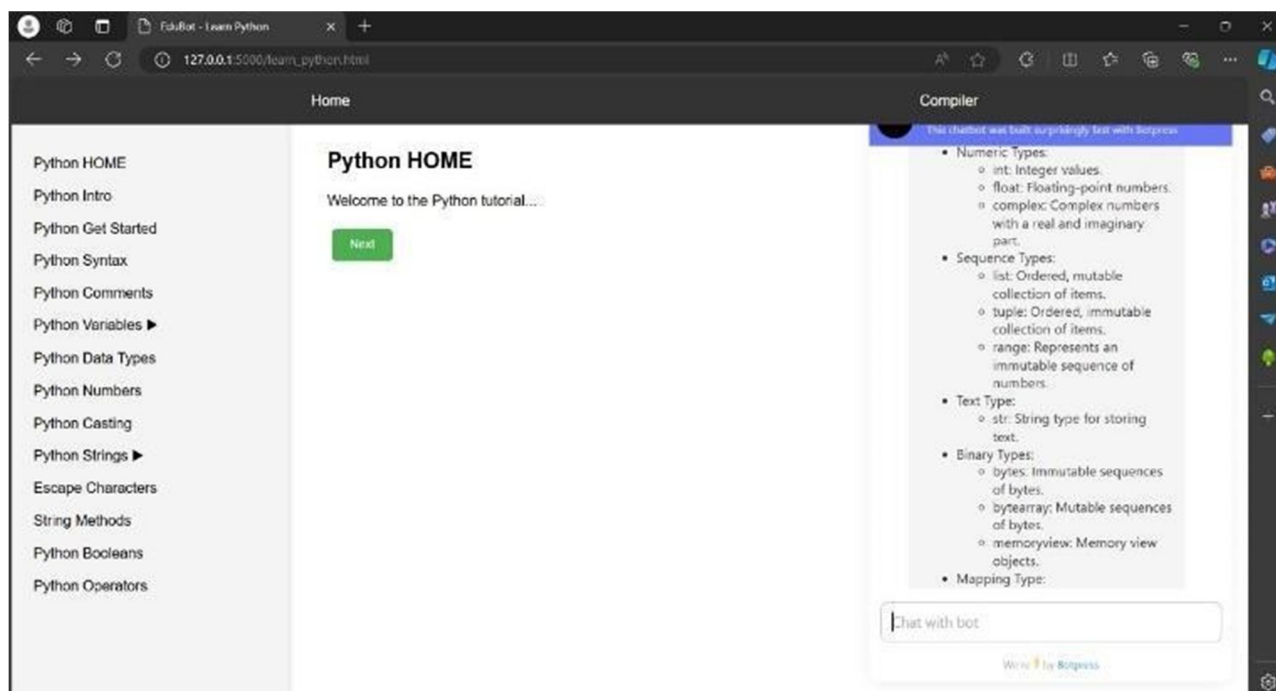 EduBot - Learn Python
127.0.0.1:5000/learn_python.html
Home
Compiler
Python HOME
Python Intro
Python Get Started
Python Syntax
Python Comments
Python Variables ▶
Python Data Types
Python Numbers
Python Casting
Python Strings ▶
Escape Characters
String Methods
Python Booleans
Python Operators
Python HOME
Welcome to the Python tutorial...
Next
This chatbot was built surprisingly fast with Botpress
• Numeric Types:
◦ int: Integer values.
◦ float: Floating-point numbers.
◦ complex: Complex numbers
with a real and imaginary
part.
• Sequence Types:
◦ list: Ordered, mutable
collection of items.
◦ tuple: Ordered, immutable
collection of items.
◦ range: Represents an
immutable sequence of
numbers.
• Text Type:
◦ str: String type for storing
text.
• Binary Types:
◦ bytes: Immutable sequences
of bytes.
◦ bytearray: Mutable sequences
of bytes.
◦ memoryview: Memory view
objects.
• Mapping Type:
Chat with bot
by Botpress